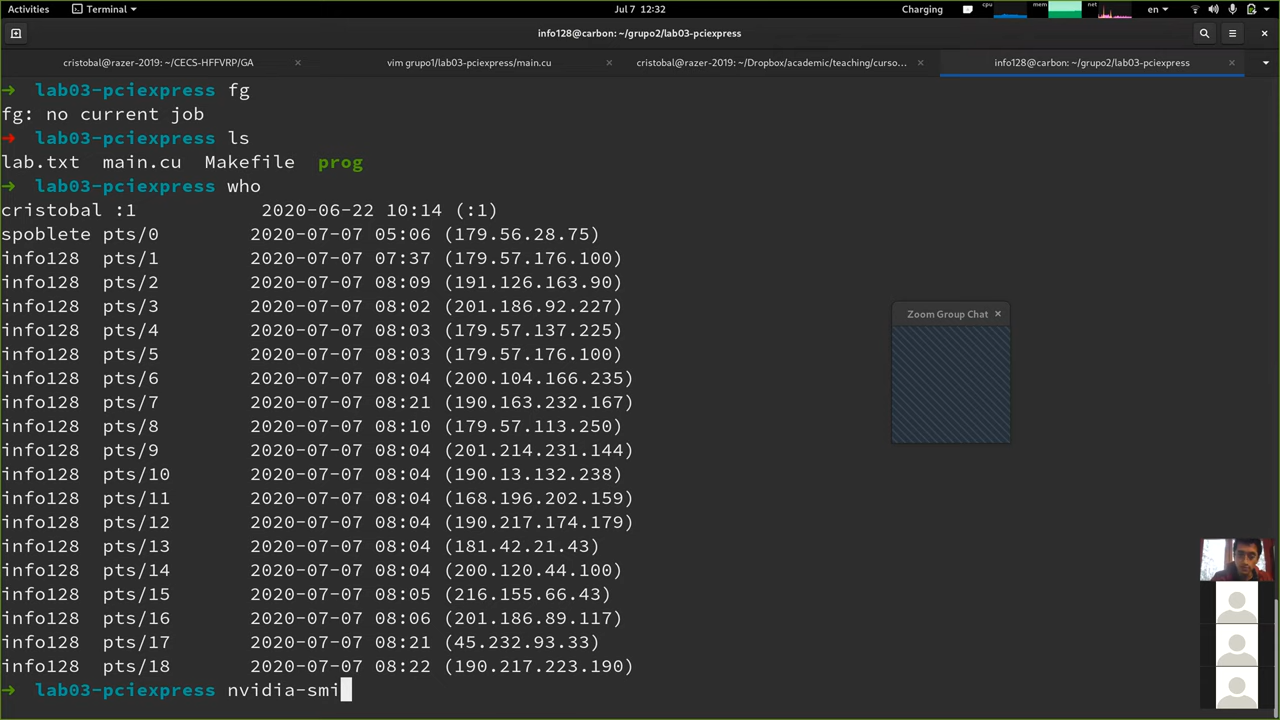 Activities Terminal Jul 7 12:32 Charging cpu mem net en
info128@carbon: ~/grupo2/lab03-pciexpress
cristobal@razer-2019: ~/CECS-HFFVRP/GA × vim grupo1/lab03-pciexpress/main.cu × cristobal@razer-2019: ~/Dropbox/academic/teaching/curso... × info128@carbon: ~/grupo2/lab03-pciexpress ×
→ lab03-pciexpress fg
fg: no current job
→ lab03-pciexpress ls
lab.txt main.cu Makefile prog
→ lab03-pciexpress who
cristobal :1 2020-06-22 10:14 (:1)
spoblete pts/0 2020-07-07 05:06 (179.56.28.75)
info128 pts/1 2020-07-07 07:37 (179.57.176.100)
info128 pts/2 2020-07-07 08:09 (191.126.163.90)
info128 pts/3 2020-07-07 08:02 (201.186.92.227)
info128 pts/4 2020-07-07 08:03 (179.57.137.225)
info128 pts/5 2020-07-07 08:03 (179.57.176.100)
info128 pts/6 2020-07-07 08:04 (200.104.166.235)
info128 pts/7 2020-07-07 08:21 (190.163.232.167)
info128 pts/8 2020-07-07 08:10 (179.57.113.250)
info128 pts/9 2020-07-07 08:04 (201.214.231.144)
info128 pts/10 2020-07-07 08:04 (190.13.132.238)
info128 pts/11 2020-07-07 08:04 (168.196.202.159)
info128 pts/12 2020-07-07 08:04 (190.217.174.179)
info128 pts/13 2020-07-07 08:04 (181.42.21.43)
info128 pts/14 2020-07-07 08:04 (200.120.44.100)
info128 pts/15 2020-07-07 08:05 (216.155.66.43)
info128 pts/16 2020-07-07 08:06 (201.186.89.117)
info128 pts/17 2020-07-07 08:21 (45.232.93.33)
info128 pts/18 2020-07-07 08:22 (190.217.223.190)
→ lab03-pciexpress nvidia-smi
Zoom Group Chat ×